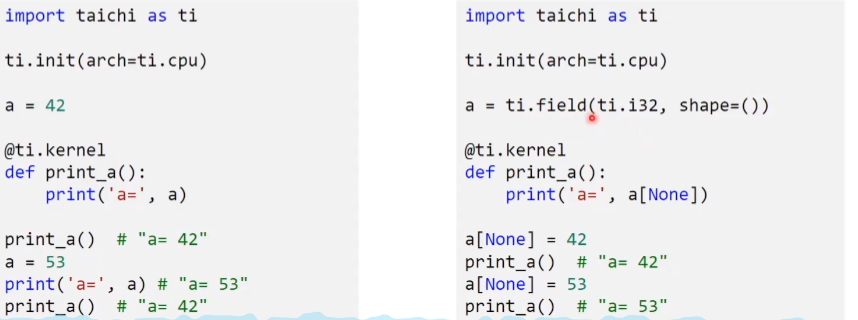 import taichi as ti
ti.init(arch=ti.cpu)
a = 42
@ti.kernel
def print_a():
    print('a=', a)
print_a()  # "a= 42"
a = 53
print('a=', a) # "a= 53"
print_a()  # "a= 42"
import taichi as ti
ti.init(arch=ti.cpu)
a = ti.field(ti.i32, shape=())
@ti.kernel
def print_a():
    print('a=', a[None])
a[None] = 42
print_a()  # "a= 42"
a[None] = 53
print_a()  # "a= 53"